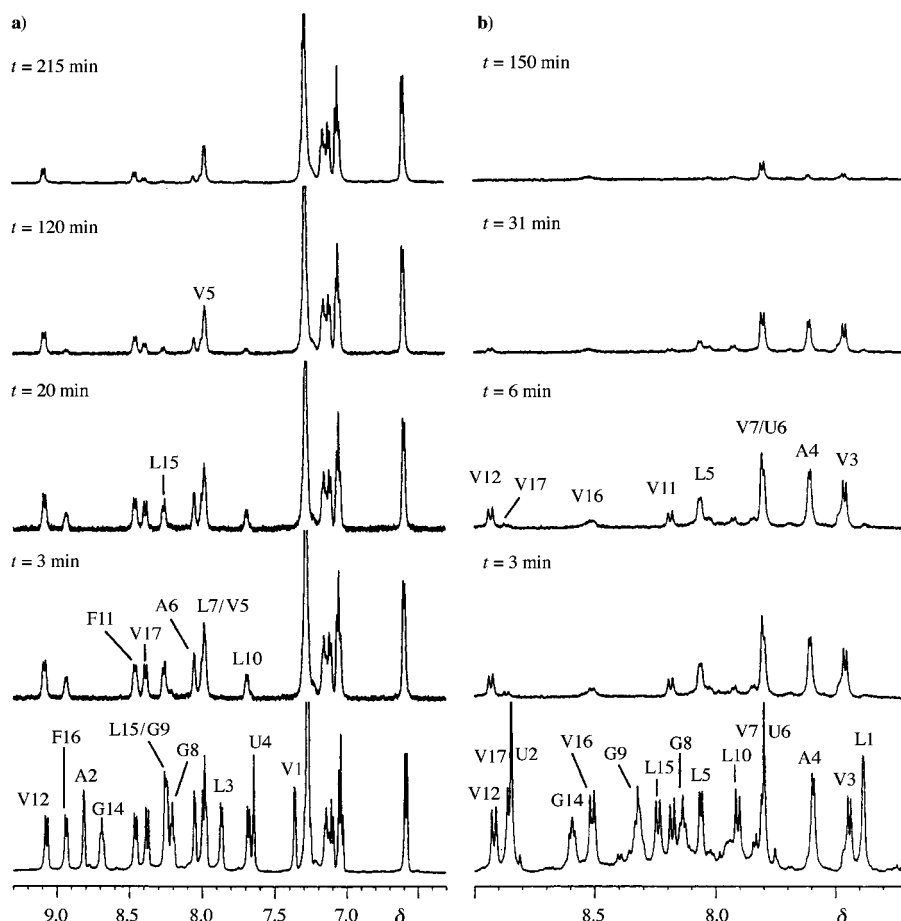 a)
t = 215 min
t = 120 min
V5
t = 20 min
L15
t = 3 min
F11
V17
A6
L7/V5
L10
F16
V12
A2
G14
L15/G9
G8
L3
U4
V1
9.0 8.5 8.0 7.5 7.0 δ
b)
t = 150 min
t = 31 min
t = 6 min
V12
V17
V16
V11
L5
V7/U6
A4
V3
t = 3 min
V17
V12
U2
G14
V16
G9
L15
G8
L5
L10
V7
U6
A4
V3
L1
8.5 8.0 δ